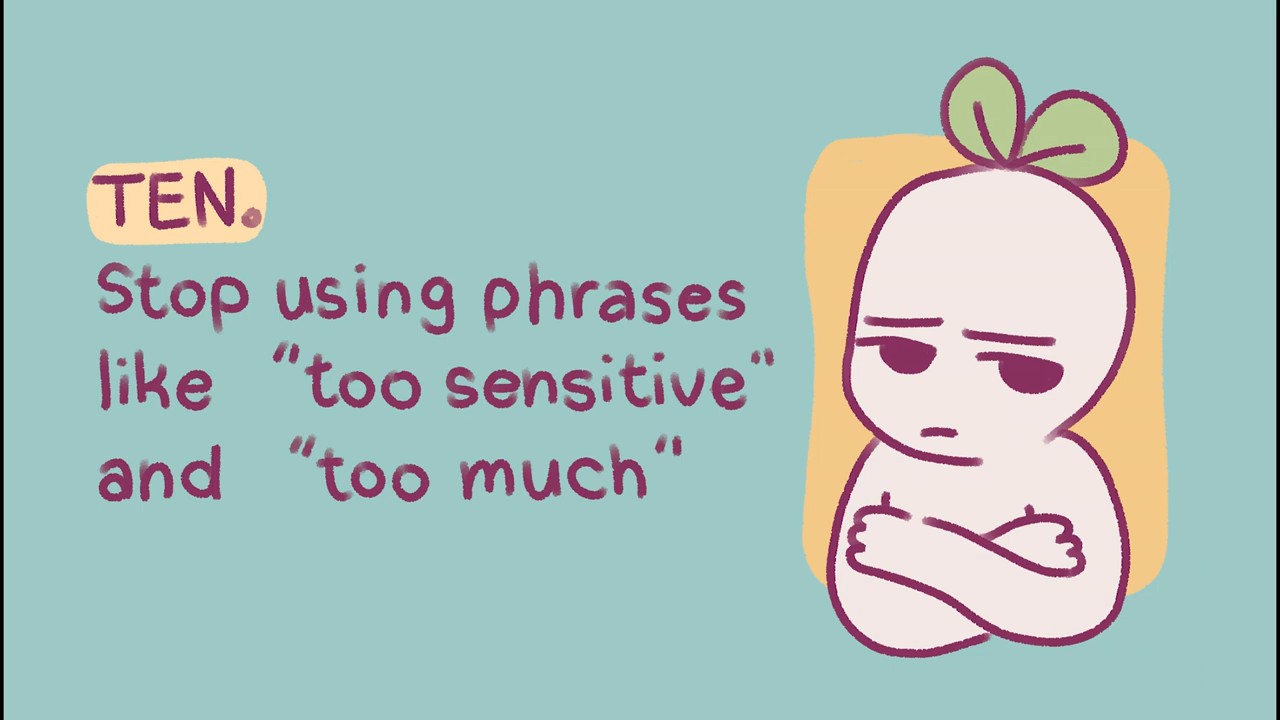 TEN.
Stop using phrases
like "too sensitive"
and "too much"